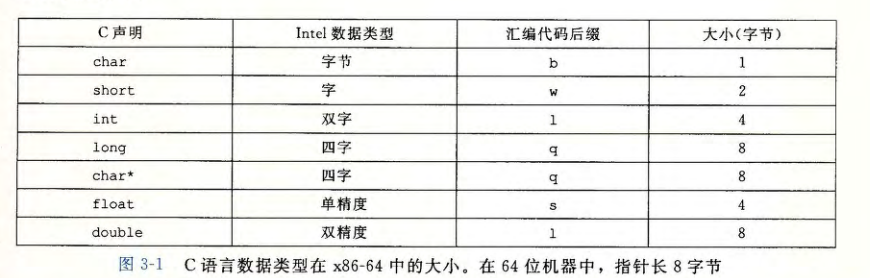 C声明 Intel 数据类型 汇编代码后缀 大小(字节)
char 字节 b 1
short 字 w 2
int 双字 l 4
long 四字 q 8
char* 四字 q 8
float 单精度 s 4
double 双精度 l 8
图 3-1 C语言数据类型在 x86-64 中的大小。在 64 位机器中，指针长 8 字节